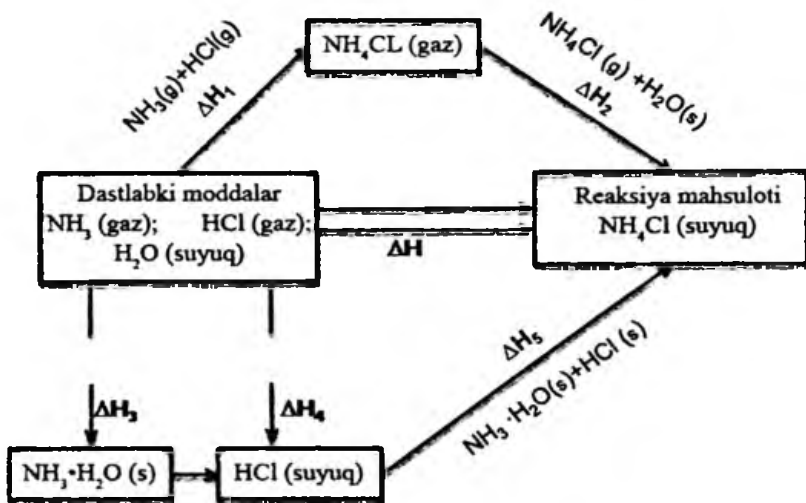 NH₄CL (gaz)
NH₃(g)+HCl(g)
ΔH₁
NH₄Cl (g) +H₂O(s)
ΔH₂
Dastlabki moddalar
NH₃ (gaz); HCl (gaz);
H₂O (suyuq)
ΔH
Reaksiya mahsuloti
NH₄Cl (suyuq)
ΔH₃
ΔH₄
ΔH₅
NH₃·H₂O(s)+HCl (s)
NH₃•H₂O (s)
HCl (suyuq)